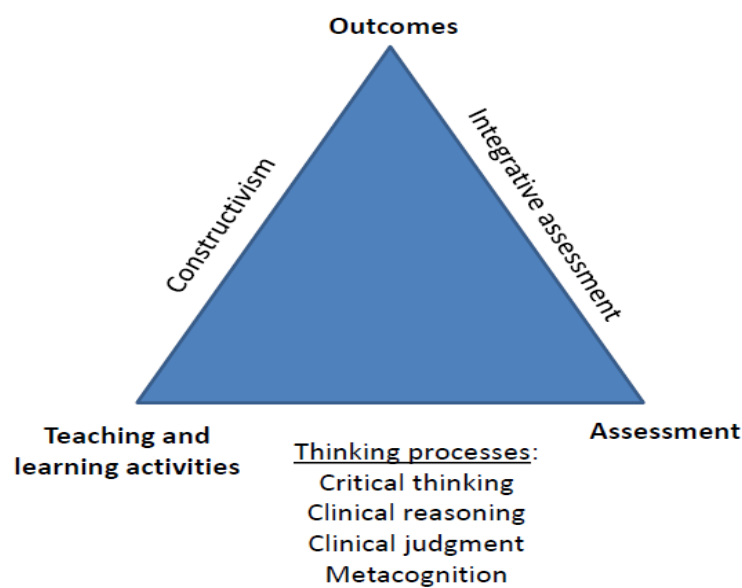 Outcomes
Constructivism
Integrative assessment
Teaching and
learning activities
Assessment
Thinking processes:
Critical thinking
Clinical reasoning
Clinical judgment
Metacognition